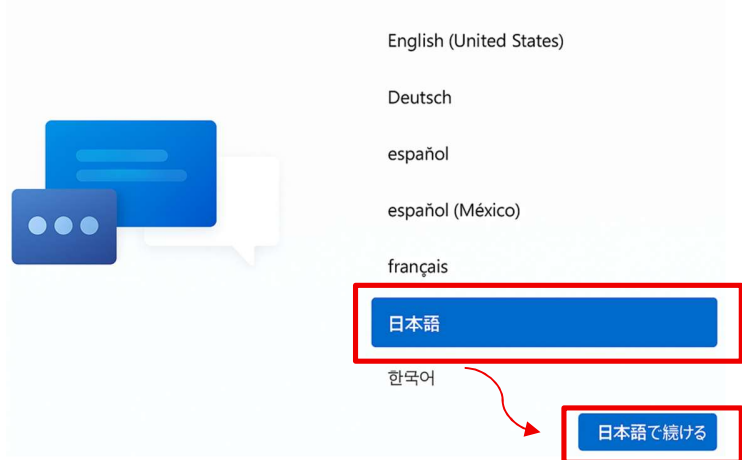 English (United States)
Deutsch
español
español (México)
français
日本語
한국어
日本語で続ける